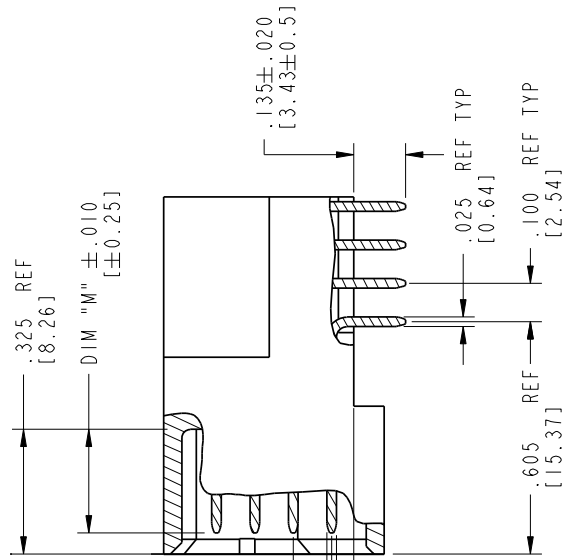 .325 REF
[8.26]
DIM "M" ±.010
[±0.25]
.135±.020
[3.43±0.5]
.025 REF TYP
[0.64]
.100 REF TYP
[2.54]
.605 REF
[15.37]